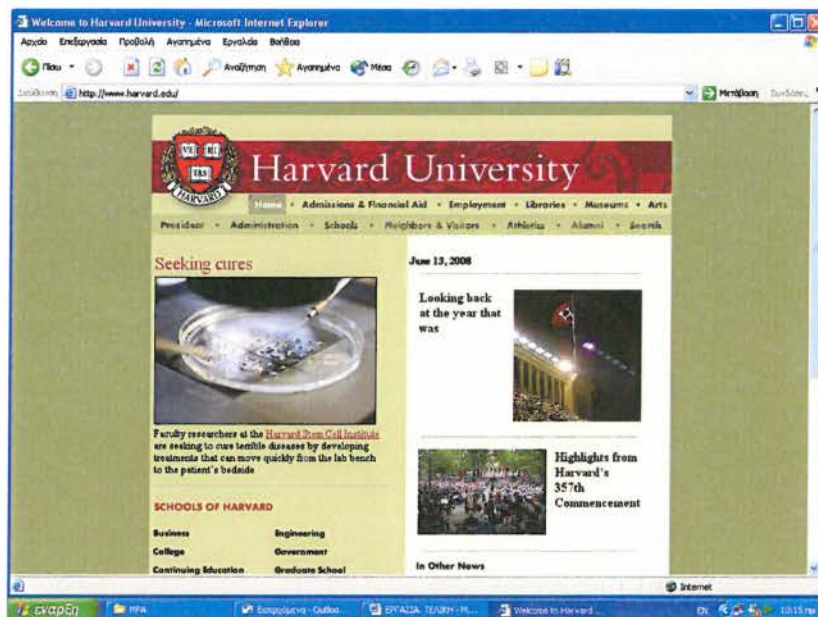 Welcome to Harvard University - Microsoft Internet Explorer
Αρχείο Επεξεργασία Προβολή Αγαπημένα Εργαλεία Βοήθεια
Πίσω Αναζήτηση Αγαπημένα Μέσα
Διεύθυνση http://www.harvard.edu/ Μετάβαση Συνδέσεις
VE RI TAS
HARVARD
Harvard University
Home • Admissions & Financial Aid • Employment • Libraries • Museums • Arts
President • Administration • Schools • Neighbors & Visitors • Athletics • Alumni • Search
Seeking cures
Faculty researchers at the Harvard Stem Cell Institute
are seeking to cure terrible diseases by developing
treatments that can move quickly from the lab bench
to the patient's bedside
SCHOOLS OF HARVARD
Business Engineering
College Government
Continuing Education Graduate School
June 13, 2008
Looking back
at the year that
was
Highlights from
Harvard's
357th
Commencement
In Other News
Internet
έναρξη MPA Εισερχόμενα - Outloo... ΕΡΓΑΣΙΑ ΤΕΛΙΚΗ - M... Welcome to Harvard ... EN 10:15 πμ